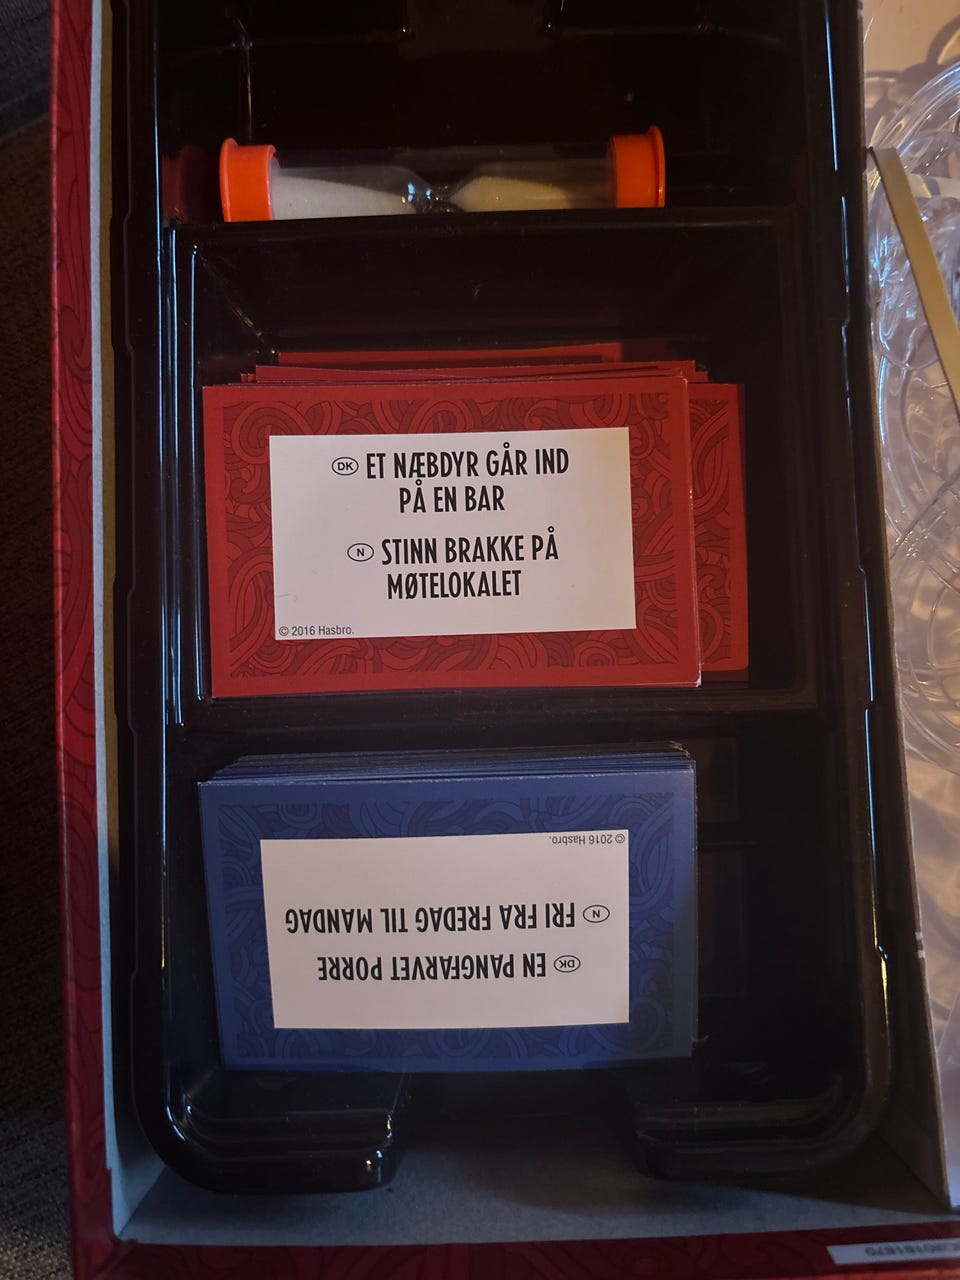 DK ET NÆBDYR GÅR IND
PÅ EN BAR
N STINN BRAKKE PÅ
MØTELOKALET
© 2016 Hasbro.
DK EN PANGFARVET PORRE
N FRI FRA FREDAG TIL MANDAG
© 2016 Hasbro.